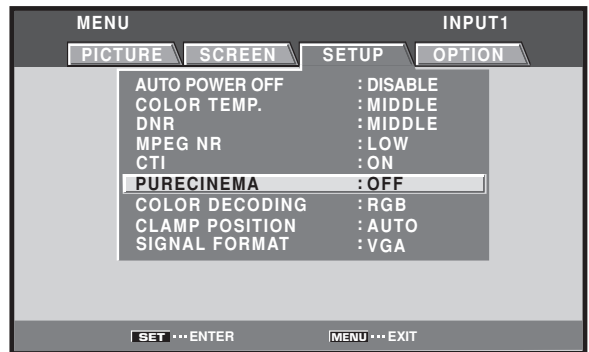 MENU INPUT1
PICTURE SCREEN SETUP OPTION
AUTO POWER OFF : DISABLE
COLOR TEMP. : MIDDLE
DNR : MIDDLE
MPEG NR : LOW
CTI : ON
PURECINEMA : OFF
COLOR DECODING : RGB
CLAMP POSITION : AUTO
SIGNAL FORMAT : VGA
SET ··· ENTER MENU ··· EXIT